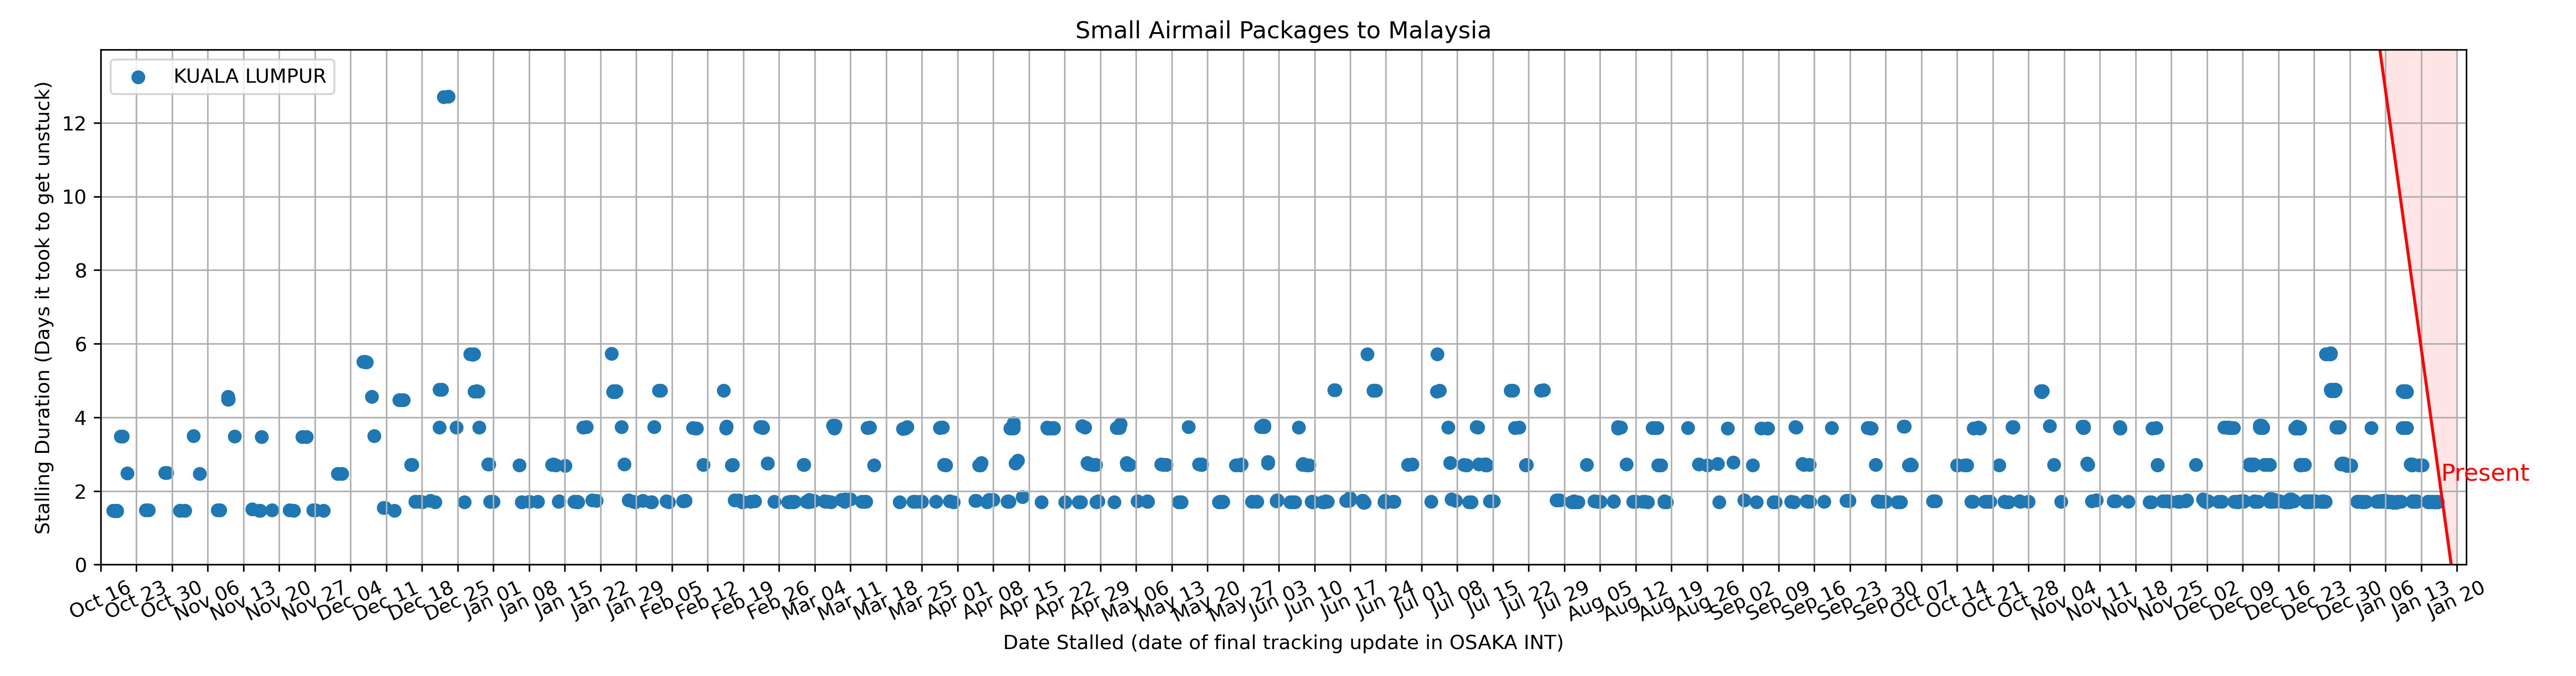 Small Airmail Packages to Malaysia
KUALA LUMPUR
Stalling Duration (Days it took to get unstuck)
12
10
8
6
4
2
0
Present
Oct 16
Oct 23
Oct 30
Nov 06
Nov 13
Nov 20
Nov 27
Dec 04
Dec 11
Dec 18
Dec 25
Jan 01
Jan 08
Jan 15
Jan 22
Jan 29
Feb 05
Feb 12
Feb 19
Feb 26
Mar 04
Mar 11
Mar 18
Mar 25
Apr 01
Apr 08
Apr 15
Apr 22
Apr 29
May 06
May 13
May 20
May 27
Jun 03
Jun 10
Jun 17
Jun 24
Jul 01
Jul 08
Jul 15
Jul 22
Jul 29
Aug 05
Aug 12
Aug 19
Aug 26
Sep 02
Sep 09
Sep 16
Sep 23
Sep 30
Oct 07
Oct 14
Oct 21
Oct 28
Nov 04
Nov 11
Nov 18
Nov 25
Dec 02
Dec 09
Dec 16
Dec 23
Dec 30
Jan 06
Jan 13
Jan 20
Date Stalled (date of final tracking update in OSAKA INT)